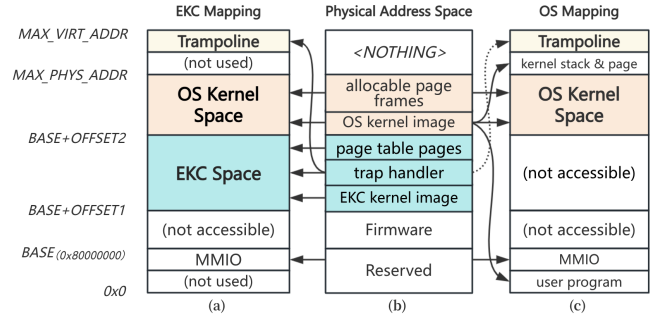 EKC Mapping
Physical Address Space
OS Mapping
MAX_VIRT_ADDR
MAX_PHYS_ADDR
BASE+OFFSET2
BASE+OFFSET1
BASE(0x80000000)
0x0
Trampoline
(not used)
OS Kernel
Space
EKC Space
(not accessible)
MMIO
(not used)
(a)
<NOTHING>
allocable page
frames
OS kernel image
page table pages
trap handler
EKC kernel image
Firmware
Reserved
(b)
Trampoline
kernel stack & page
OS Kernel
Space
(not accessible)
(not accessible)
MMIO
user program
(c)